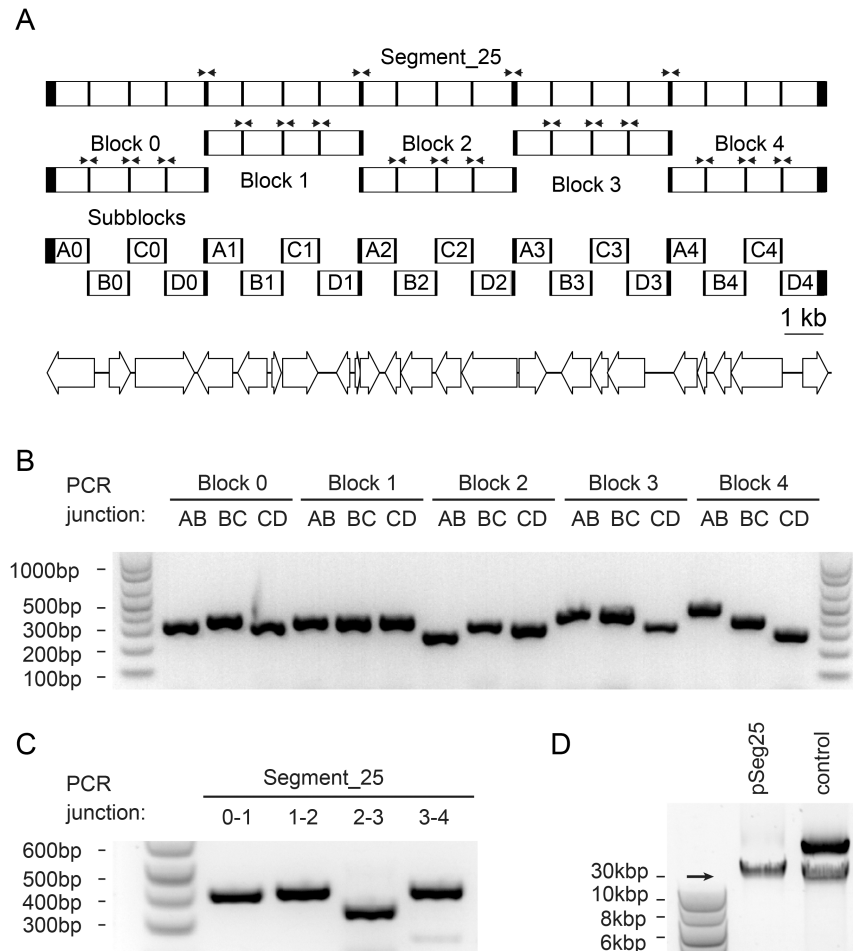 A
Segment_25
Block 0
Block 2
Block 4
Block 1
Block 3
Subblocks
A0 C0 A1 C1 A2 C2 A3 C3 A4 C4
B0 D0 B1 D1 B2 D2 B3 D3 B4 D4
1 kb
B
PCR
junction:
Block 0 Block 1 Block 2 Block 3 Block 4
AB BC CD AB BC CD AB BC CD AB BC CD AB BC CD
1000bp
500bp
300bp
200bp
100bp
C
PCR
junction:
Segment_25
0-1 1-2 2-3 3-4
600bp
500bp
400bp
300bp
D
pSeg25
control
30kbp
10kbp
8kbp
6kbp